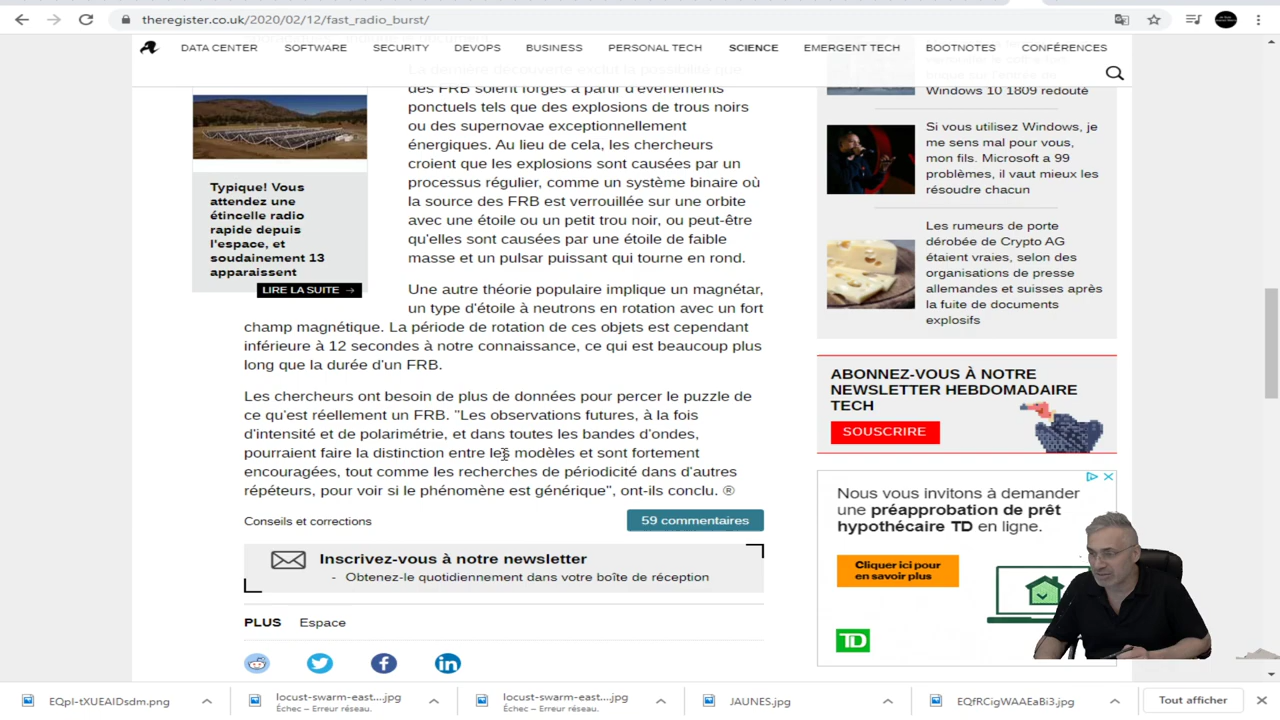 theregister.co.uk/2020/02/12/fast_radio_burst/
DATA CENTER SOFTWARE SECURITY DEVOPS BUSINESS PERSONAL TECH SCIENCE EMERGENT TECH BOOTNOTES CONFÉRENCES
La dernière découverte exclut la possibilité que
des FRB soient forgés à partir d'événements
ponctuels tels que des explosions de trous noirs
ou des supernovae exceptionnellement
énergiques. Au lieu de cela, les chercheurs
croient que les explosions sont causées par un
processus régulier, comme un système binaire où
la source des FRB est verrouillée sur une orbite
avec une étoile ou un petit trou noir, ou peut-être
qu'elles sont causées par une étoile de faible
masse et un pulsar puissant qui tourne en rond.
Typique! Vous
attendez une
étincelle radio
rapide depuis
l'espace, et
soudainement 13
apparaissent
LIRE LA SUITE →
Une autre théorie populaire implique un magnétar,
un type d'étoile à neutrons en rotation avec un fort
champ magnétique. La période de rotation de ces objets est cependant
inférieure à 12 secondes à notre connaissance, ce qui est beaucoup plus
long que la durée d'un FRB.
Les chercheurs ont besoin de plus de données pour percer le puzzle de
ce qu'est réellement un FRB. "Les observations futures, à la fois
d'intensité et de polarimétrie, et dans toutes les bandes d'ondes,
pourraient faire la distinction entre les modèles et sont fortement
encouragées, tout comme les recherches de périodicité dans d'autres
répéteurs, pour voir si le phénomène est générique", ont-ils conclu. ®
Conseils et corrections
59 commentaires
Inscrivez-vous à notre newsletter
- Obtenez-le quotidiennement dans votre boîte de réception
PLUS Espace
Windows 10 1809 redouté
Si vous utilisez Windows, je
me sens mal pour vous,
mon fils. Microsoft a 99
problèmes, il vaut mieux les
résoudre chacun
Les rumeurs de porte
dérobée de Crypto AG
étaient vraies, selon des
organisations de presse
allemandes et suisses après
la fuite de documents
explosifs
ABONNEZ-VOUS À NOTRE
NEWSLETTER HEBDOMADAIRE
TECH
SOUSCRIRE
Nous vous invitons à demander
une préapprobation de prêt
hypothécaire TD en ligne.
Cliquer ici pour
en savoir plus
TD
EQpI-tXUEAIDsdm.png
locust-swarm-east....jpg
Échec – Erreur réseau.
locust-swarm-east....jpg
Échec – Erreur réseau.
JAUNES.jpg
EQfRCigWAAEaBi3.jpg
Tout afficher